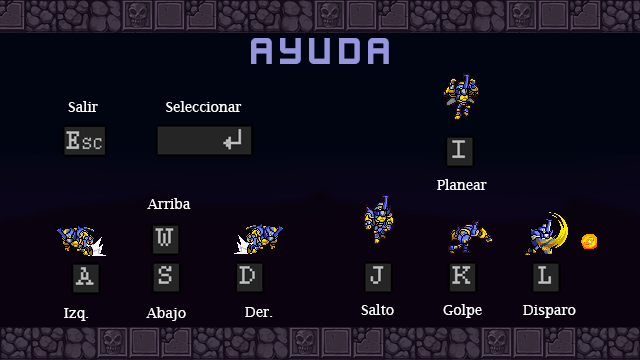 AYUDA
Salir
Seleccionar
Esc
I
Planear
Arriba
W
A
S
D
J
K
L
Izq.
Abajo
Der.
Salto
Golpe
Disparo